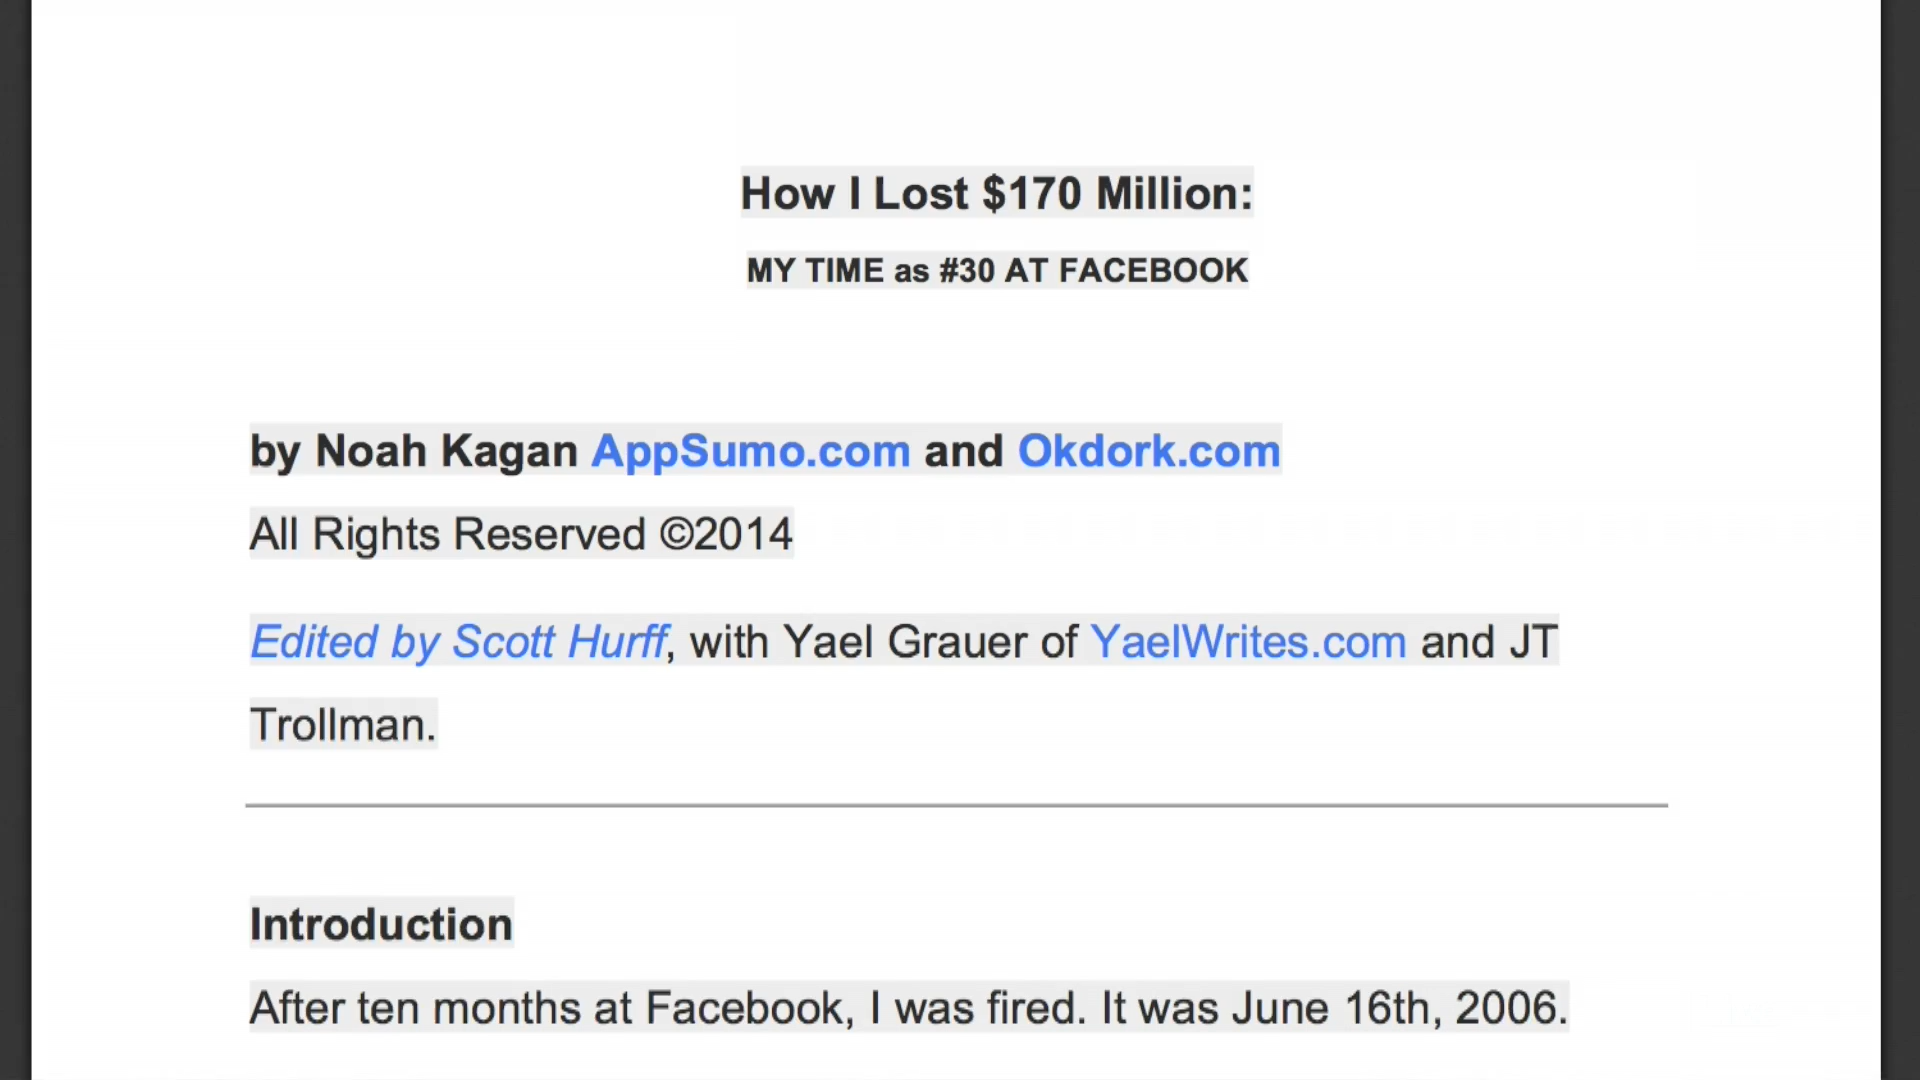 How I Lost $170 Million:
MY TIME as #30 AT FACEBOOK
by Noah Kagan AppSumo.com and Okdork.com
All Rights Reserved ©2014
Edited by Scott Hurff, with Yael Grauer of YaelWrites.com and JT
Trollman.
Introduction
After ten months at Facebook, I was fired. It was June 16th, 2006.